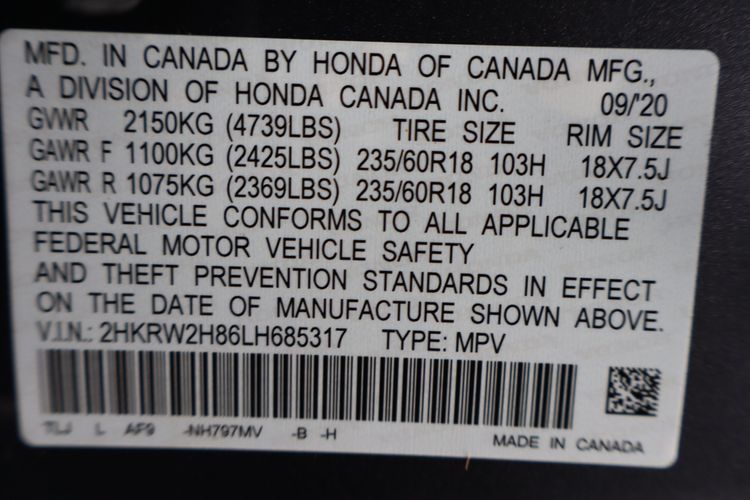 MFD. IN CANADA BY HONDA OF CANADA MFG.,
A DIVISION OF HONDA CANADA INC. 09/'20
GVWR 2150KG (4739LBS) TIRE SIZE RIM SIZE
GAWR F 1100KG (2425LBS) 235/60R18 103H 18X7.5J
GAWR R 1075KG (2369LBS) 235/60R18 103H 18X7.5J
THIS VEHICLE CONFORMS TO ALL APPLICABLE
FEDERAL MOTOR VEHICLE SAFETY
AND THEFT PREVENTION STANDARDS IN EFFECT
ON THE DATE OF MANUFACTURE SHOWN ABOVE.
V.I.N.: 2HKRW2H86LH685317 TYPE: MPV
TLJ L AF9 -NH797MV -B -H MADE IN CANADA